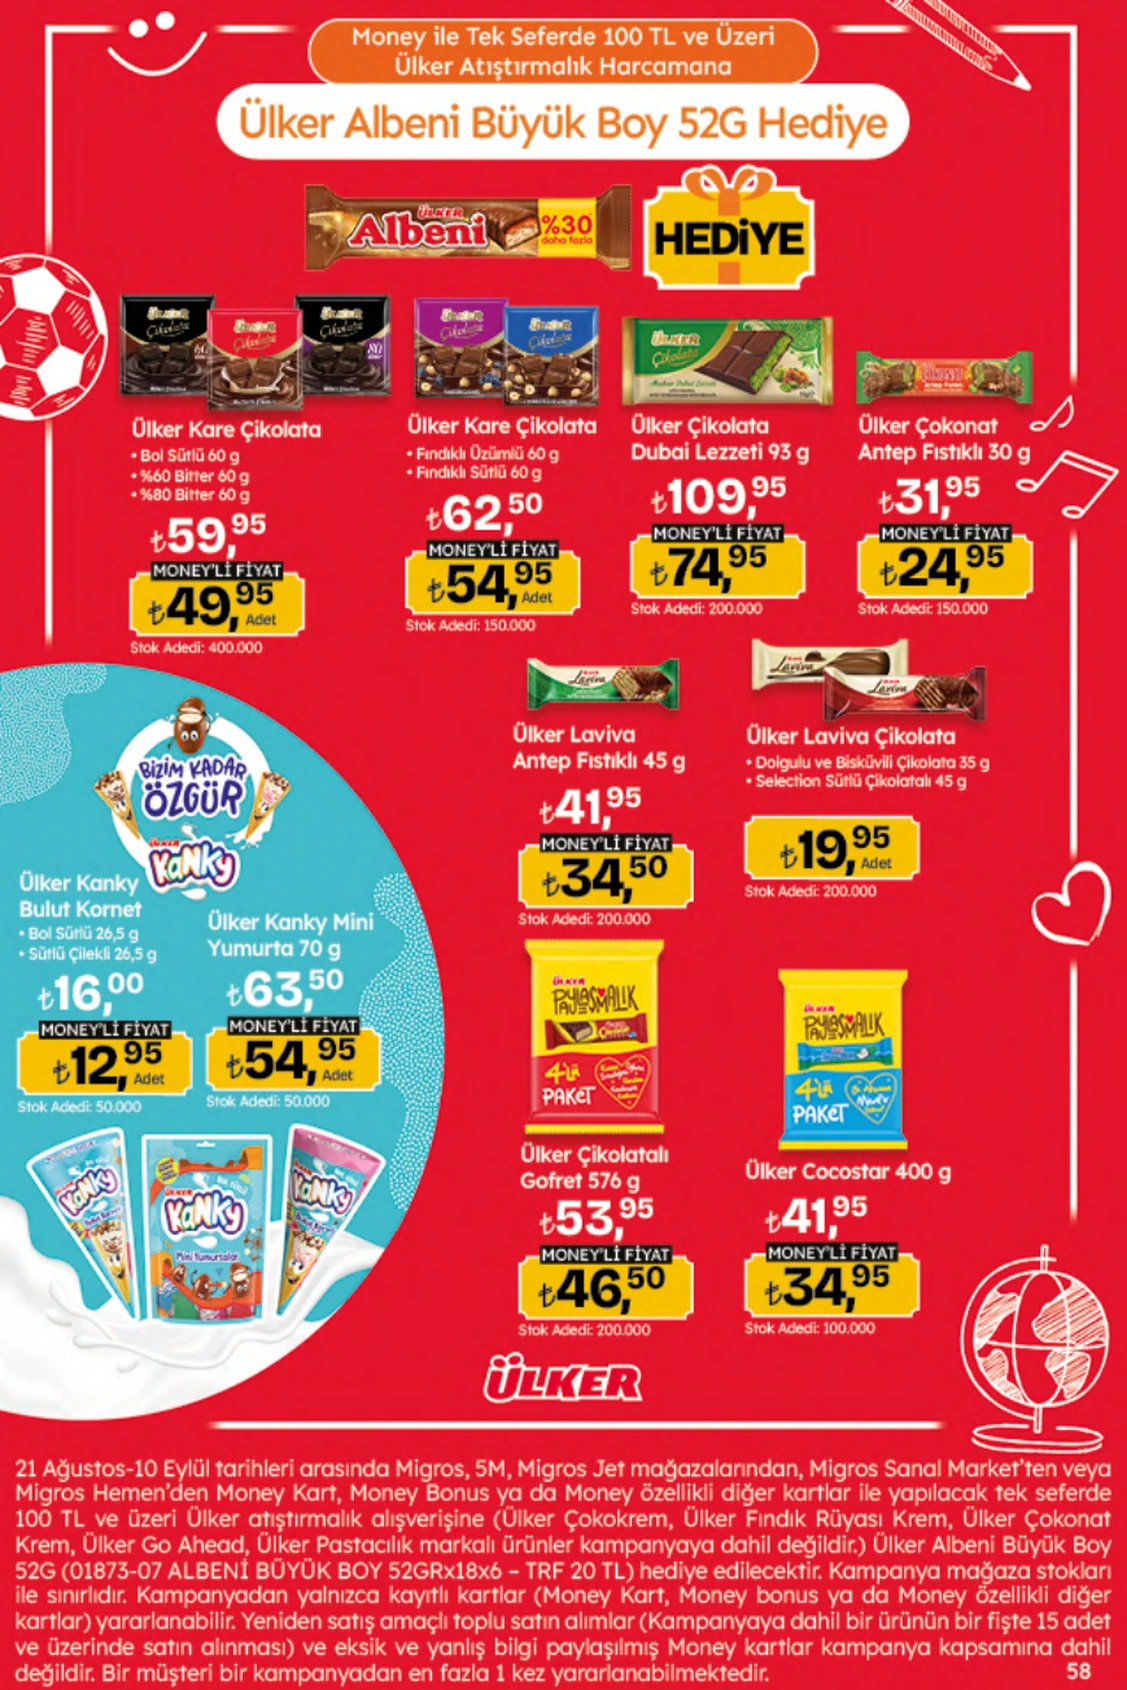 Money ile Tek Seferde 100 TL ve Üzeri
Ülker Atıştırmalık Harcamana
Ülker Albeni Büyük Boy 52G Hediye
ÜLKER
Albeni
%30
daha fazla
HEDİYE
Ülker Kare Çikolata
• Bol Sütlü 60 g
• %60 Bitter 60 g
• %80 Bitter 60 g
₺59,95
MONEY'Lİ FİYAT
₺49,95 Adet
Stok Adedi: 400.000
Ülker Kare Çikolata
• Fındıklı Üzümlü 60 g
• Fındıklı Sütlü 60 g
₺62,50
MONEY'Lİ FİYAT
₺54,95 Adet
Stok Adedi: 150.000
ÜLKER
Çikolata
Ülker Çikolata
Dubai Lezzeti 93 g
₺109,95
MONEY'Lİ FİYAT
₺74,95
Stok Adedi: 200.000
Ülker Çokonat
Antep Fıstıklı 30 g
₺31,95
MONEY'Lİ FİYAT
₺24,95
Stok Adedi: 150.000
Laviva
Ülker Laviva
Antep Fıstıklı 45 g
₺41,95
MONEY'Lİ FİYAT
₺34,50
Stok Adedi: 200.000
Laviva
Laviva
Ülker Laviva Çikolata
• Dolgulu ve Bisküvili Çikolata 35 g
• Selection Sütlü Çikolatalı 45 g
₺19,95 Adet
Stok Adedi: 200.000
BİZİM KADAR
ÖZGÜR
ÜLKER
KaNKy
Ülker Kanky
Bulut Kornet
• Bol Sütlü 26,5 g
• Sütlü Çilekli 26,5 g
₺16,00
MONEY'Lİ FİYAT
₺12,95 Adet
Stok Adedi: 50.000
Ülker Kanky Mini
Yumurta 70 g
₺63,50
MONEY'Lİ FİYAT
₺54,95 Adet
Stok Adedi: 50.000
KaNKy
Bulut Kornet
ÜLKER
KaNKy
Mini Yumurtalar
KaNKy
ÜLKER
PAYLAŞMALIK
4'LÜ
PAKET
Ülker Çikolatalı
Gofret 576 g
₺53,95
MONEY'Lİ FİYAT
₺46,50
Stok Adedi: 200.000
ÜLKER
PAYLAŞMALIK
4'LÜ
PAKET
Ülker Cocostar 400 g
₺41,95
MONEY'Lİ FİYAT
₺34,95
Stok Adedi: 100.000
ÜLKER
21 Ağustos-10 Eylül tarihleri arasında Migros, 5M, Migros Jet mağazalarından, Migros Sanal Market'ten veya
Migros Hemen'den Money Kart, Money Bonus ya da Money özellikli diğer kartlar ile yapılacak tek seferde
100 TL ve üzeri Ülker atıştırmalık alışverişine (Ülker Çokokrem, Ülker Fındık Rüyası Krem, Ülker Çokonat
Krem, Ülker Go Ahead, Ülker Pastacılık markalı ürünler kampanyaya dahil değildir.) Ülker Albeni Büyük Boy
52G (01873-07 ALBENİ BÜYÜK BOY 52GRx18x6 – TRF 20 TL) hediye edilecektir. Kampanya mağaza stokları
ile sınırlıdır. Kampanyadan yalnızca kayıtlı kartlar (Money Kart, Money bonus ya da Money özellikli diğer
kartlar) yararlanabilir. Yeniden satış amaçlı toplu satın alımlar (Kampanyaya dahil bir ürünün bir fişte 15 adet
ve üzerinde satın alınması) ve eksik ve yanlış bilgi paylaşılmış Money kartlar kampanya kapsamına dahil
değildir. Bir müşteri bir kampanyadan en fazla 1 kez yararlanabilmektedir.
58